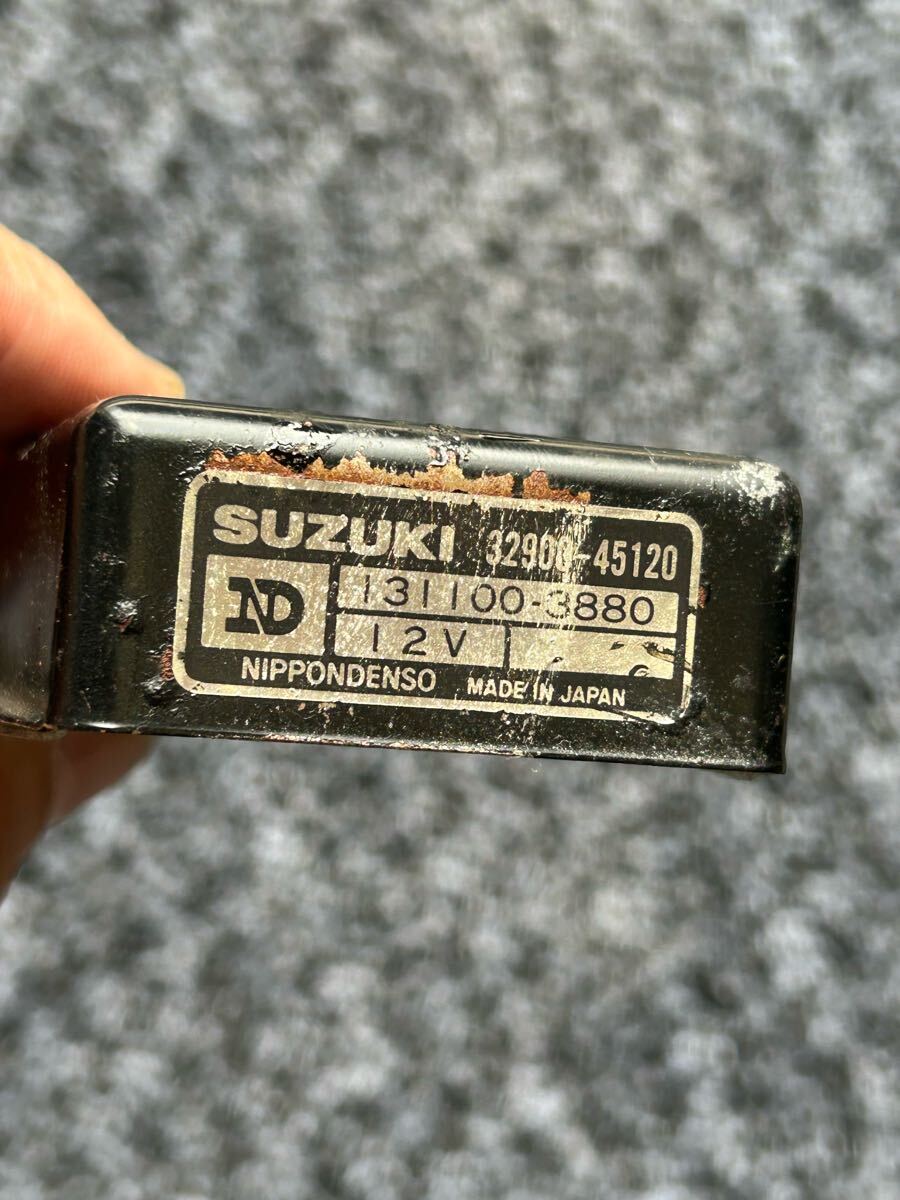 SUZUKI 32900-45120
ND 131100-3880
12V
NIPPONDENSO MADE IN JAPAN